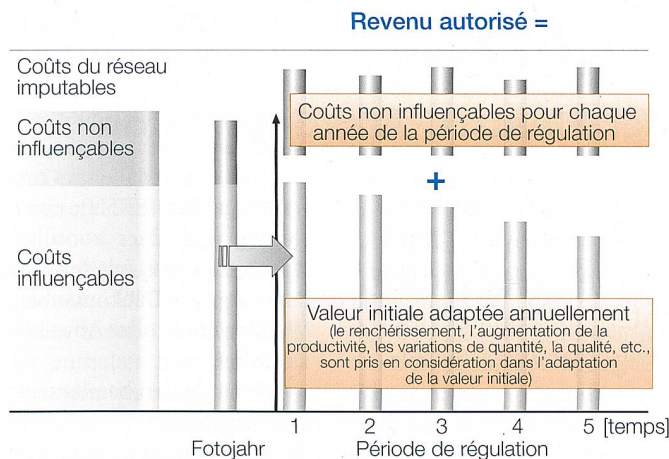 Revenu autorisé =
Coûts du réseau
imputables
Coûts non
influençables
Coûts non influençables pour chaque
année de la période de régulation
+
Coûts
influençables
Valeur initiale adaptée annuellement
(le renchérissement, l'augmentation de la
productivité, les variations de quantité, la qualité, etc.,
sont pris en considération dans l'adaptation
de la valeur initiale)
1 2 3 4 5 [temps]
Fotojahr Période de régulation